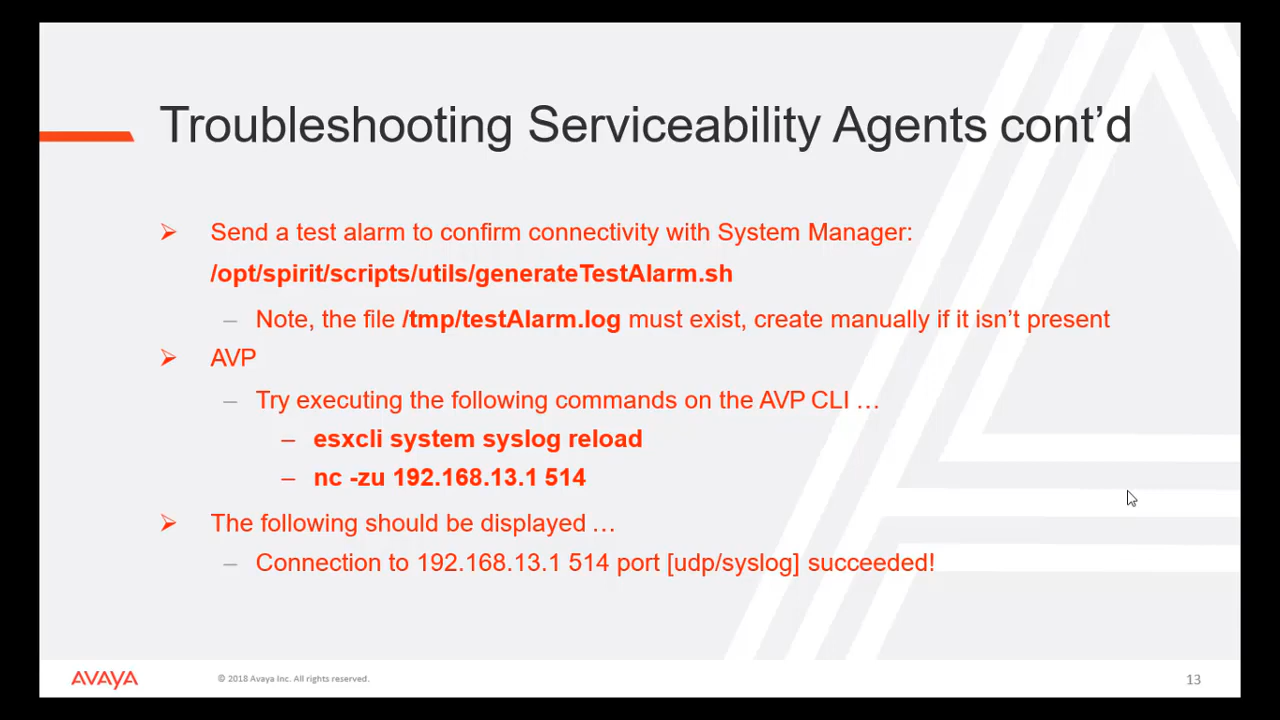 Troubleshooting Serviceability Agents cont’d
➢ Send a test alarm to confirm connectivity with System Manager:
/opt/spirit/scripts/utils/generateTestAlarm.sh
– Note, the file /tmp/testAlarm.log must exist, create manually if it isn’t present
➢ AVP
– Try executing the following commands on the AVP CLI …
– esxcli system syslog reload
– nc -zu 192.168.13.1 514
➢ The following should be displayed …
– Connection to 192.168.13.1 514 port [udp/syslog] succeeded!
AVAYA
© 2018 Avaya Inc. All rights reserved.
13